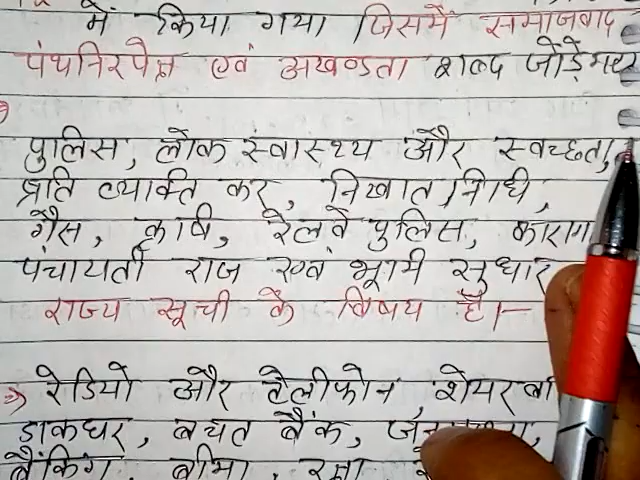 में किया गया जिसमें समाजवाद
पंथनिरपेक्ष एवं अखण्डता शब्द जोड़े गए
पुलिस, लोक स्वास्थ्य और स्वच्छता,
प्रति व्यक्ति कर, निखात निधि,
गैस, कृषि, रेलवे पुलिस, काराग
पंचायती राज एवं भूमि सुधार
राज्य सूची के विषय है।-
⇒ रेडियो और टेलीफोन, शेयर बा
डाकघर, बचत बैंक,
बैंकिंग, बीमा,